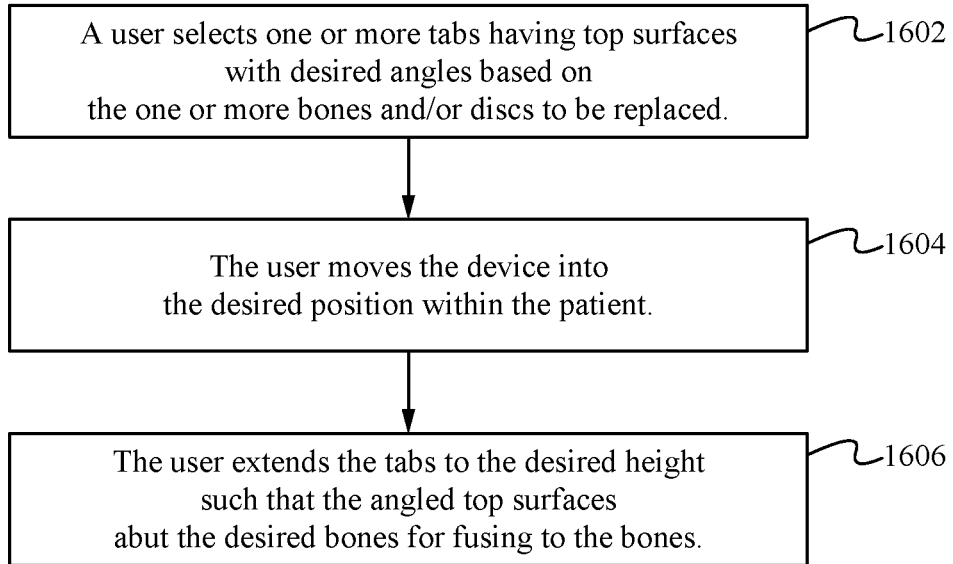 A user selects one or more tabs having top surfaces
with desired angles based on
the one or more bones and/or discs to be replaced.
1602
The user moves the device into
the desired position within the patient.
1604
The user extends the tabs to the desired height
such that the angled top surfaces
abut the desired bones for fusing to the bones.
1606